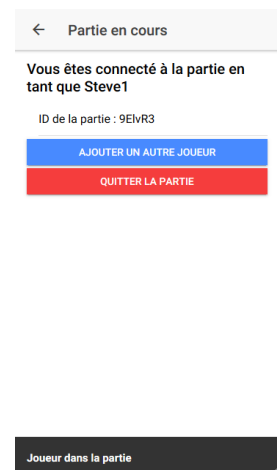 Partie en cours
Vous êtes connecté à la partie en
tant que Steve1
ID de la partie : 9ElvR3
AJOUTER UN AUTRE JOUEUR
QUITTER LA PARTIE
Joueur dans la partie